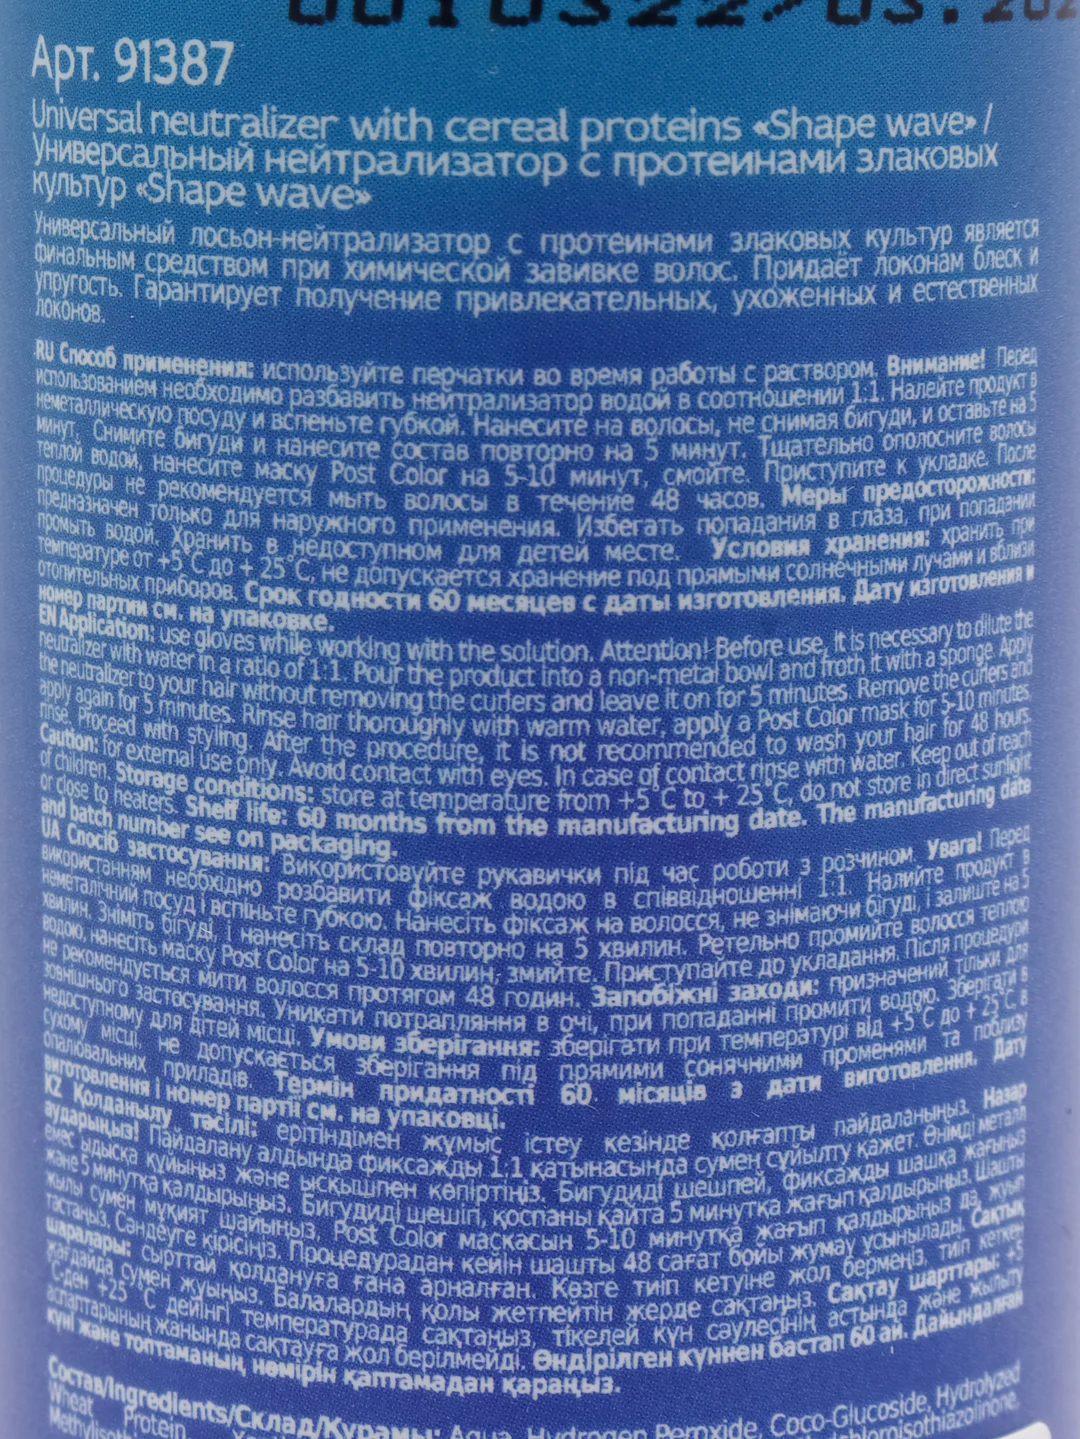 Арт. 91387
Universal neutralizer with cereal proteins «Shape wave» /
Универсальный нейтрализатор с протеинами злаковых
культур «Shape wave»
Универсальный лосьон-нейтрализатор с протеинами злаковых культур является
финальным средством при химической завивке волос. Придаёт локонам блеск и
упругость. Гарантирует получение привлекательных, ухоженных и естественных
локонов.
RU Способ применения: используйте перчатки во время работы с раствором. Внимание! Перед
использованием необходимо разбавить нейтрализатор водой в соотношении 1:1. Налейте продукт в
неметаллическую посуду и вспеньте губкой. Нанесите на волосы, не снимая бигуди, и оставьте на 5
минут. Снимите бигуди и нанесите состав повторно на 5 минут. Тщательно ополосните волосы
теплой водой, нанесите маску Post Color на 5-10 минут, смойте. Приступите к укладке. После
процедуры не рекомендуется мыть волосы в течение 48 часов. Меры предосторожности:
предназначен только для наружного применения. Избегать попадания в глаза, при попадании
промыть водой. Хранить в недоступном для детей месте. Условия хранения: хранить при
температуре от +5°С до + 25°С, не допускается хранение под прямыми солнечными лучами и вблизи
отопительных приборов. Срок годности 60 месяцев с даты изготовления. Дату изготовления и
номер партии см. на упаковке.
EN Application: use gloves while working with the solution. Attention! Before use, it is necessary to dilute the
neutralizer with water in a ratio of 1:1. Pour the product into a non-metal bowl and froth it with a sponge. Apply
the neutralizer to your hair without removing the curlers and leave it on for 5 minutes. Remove the curlers and
apply again for 5 minutes. Rinse hair thoroughly with warm water, apply a Post Color mask for 5-10 minutes,
rinse. Proceed with styling. After the procedure, it is not recommended to wash your hair for 48 hours.
Caution: for external use only. Avoid contact with eyes. In case of contact rinse with water. Keep out of reach
of children. Storage conditions: store at temperature from +5°C to + 25°C, do not store in direct sunlight
or close to heaters. Shelf life: 60 months from the manufacturing date. The manufacturing date
and batch number see on packaging.
UA Спосіб застосування: Використовуйте рукавички під час роботи з розчином. Увага! Перед
використанням необхідно розбавити фіксаж водою в співвідношенні 1:1. Налийте продукт в
неметалічний посуд і вспіньте губкою. Нанесіть фіксаж на волосся, не знімаючи бігуді, і залиште на 5
хвилин. Зніміть бігуді, і нанесіть склад повторно на 5 хвилин. Ретельно промийте волосся теплою
водою, нанесіть маску Post Color на 5-10 хвилин, змийте. Приступайте до укладання. Після процедури
не рекомендується мити волосся протягом 48 годин. Запобіжні заходи: призначений тільки для
зовнішнього застосування. Уникати потрапляння в очі, при попаданні промити водою. Зберігати в
недоступному для дітей місці. Умови зберігання: зберігати при температурі від +5°С до + 25°С, в
сухому місці, не допускається зберігання під прямими сонячними променями та поблизу
опалювальних приладів. Термін придатності 60 місяців з дати виготовлення. Дату
виготовлення і номер партії см. на упаковці.
KZ Қолданылу тәсілі: ерітіндімен жұмыс істеу кезінде қолғапты пайдаланыңыз. Назар
аударыңыз! Пайдалану алдында фиксажды 1:1 қатынасында сумен сұйылту қажет. Өнімді металл
емес ыдысқа құйыңыз және ысқышпен көпіртіңіз. Бигудиді шешпей, фиксажды шашқа жағыңыз
және 5 минутқа қалдырыңыз. Бигудиді шешіп, қоспаны қайта 5 минутқа жағып қалдырыңыз. Шашты
жылы сумен мұқият шайыңыз, Post Color маскасын 5-10 минутқа жағып қалдырыңыз да, жуып
тастаңыз. Сәндеуге кірісіңіз. Процедурадан кейін шашты 48 сағат бойы жумау ұсынылады. Сақтық
шаралары: сырттай қолдануға ғана арналған. Көзге тиіп кетуіне жол бермеңіз, тиіп кеткен
жағдайда сумен жуыңыз. Балалардың қолы жетпейтін жерде сақтаңыз. Сақтау шарттары: +5
°С-ден +25 °С дейінгі температурада сақтаңыз, тікелей күн сәулесінің астында және жылыту
аспаптарының жанында сақтауға жол берілмейді. Өндірілген күннен бастап 60 ай. Дайындалған
күні және топтаманың нөмірін қаптамадан қараңыз.
Состав/Ingredients/Склад/Құрамы: Aqua, Hydrogen Peroxide, Coco-Glucoside, Hydrolyzed
Wheat Protein